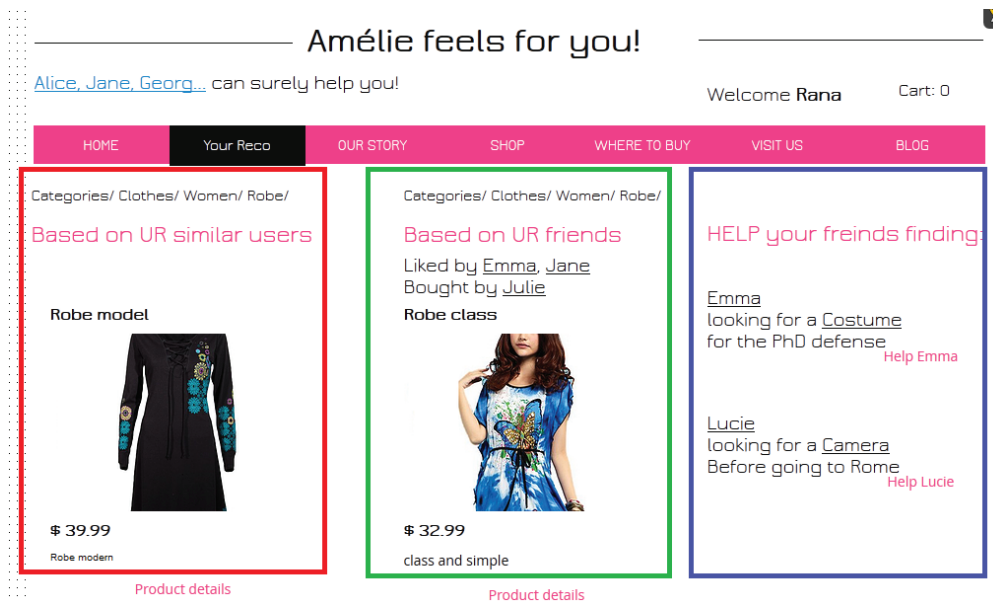 Amélie feels for you!
Alice, Jane, Georg... can surely help you!
Welcome Rana
Cart: 0
HOME
Your Reco
OUR STORY
SHOP
WHERE TO BUY
VISIT US
BLOG
Categories/ Clothes/ Women/ Robe/
Based on UR similar users
Robe model
$ 39.99
Robe modern
Product details
Categories/ Clothes/ Women/ Robe/
Based on UR friends
Liked by Emma, Jane
Bought by Julie
Robe class
$ 32.99
class and simple
Product details
HELP your freinds finding:
Emma
looking for a Costume
for the PhD defense
Help Emma
Lucie
looking for a Camera
Before going to Rome
Help Lucie